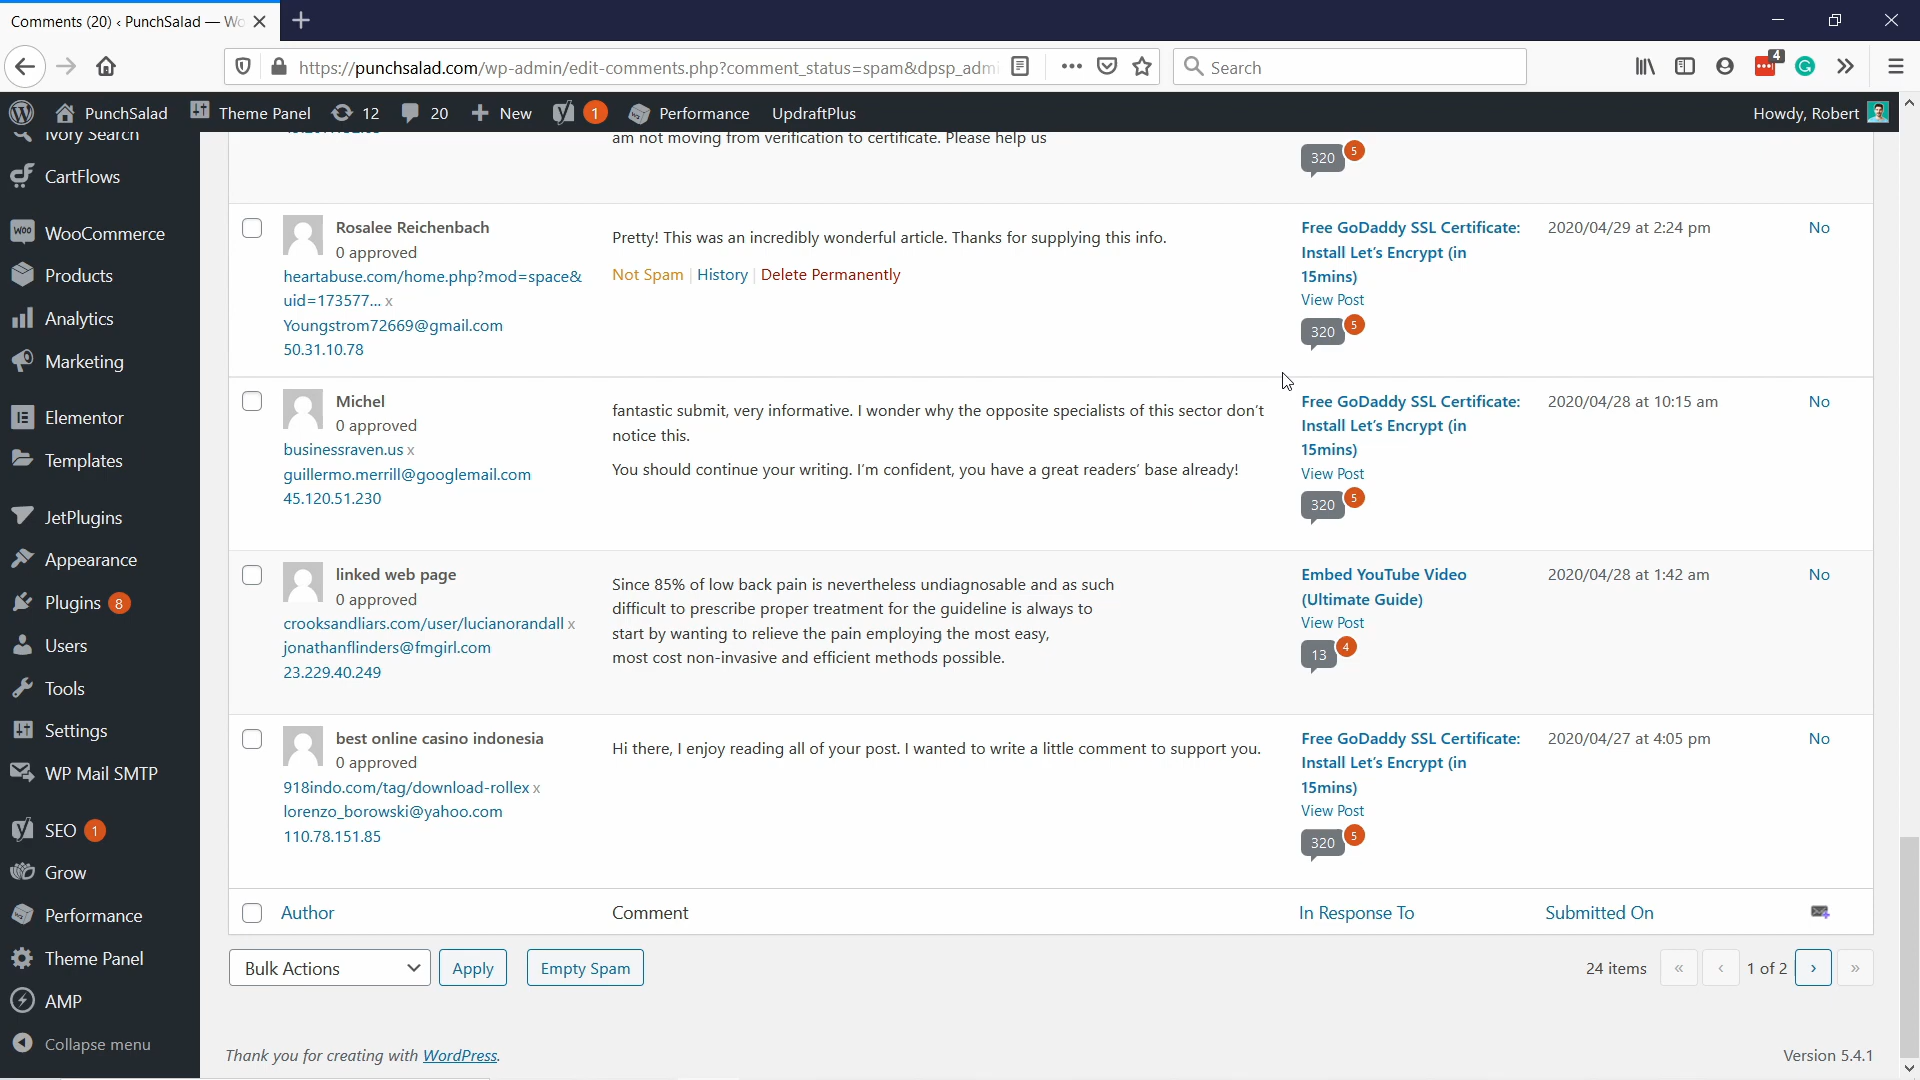 Comments (20) ‹ PunchSalad — Wo
https://punchsalad.com/wp-admin/edit-comments.php?comment_status=spam&dpsp_admi
Search
4
PunchSalad
Theme Panel
12
20
New
1
Performance
UpdraftPlus
Howdy, Robert
Ivory Search
CartFlows
WooCommerce
Products
Analytics
Marketing
Elementor
Templates
JetPlugins
Appearance
Plugins 8
Users
Tools
Settings
WP Mail SMTP
SEO 1
Grow
Performance
Theme Panel
AMP
Collapse menu
am not moving from verification to certificate. Please help us
320 5
Rosalee Reichenbach
0 approved
heartabuse.com/home.php?mod=space&
uid=173577... x
Youngstrom72669@gmail.com
50.31.10.78
Pretty! This was an incredibly wonderful article. Thanks for supplying this info.
Not Spam | History | Delete Permanently
Free GoDaddy SSL Certificate:
Install Let's Encrypt (in
15mins)
View Post
320 5
2020/04/29 at 2:24 pm
No
Michel
0 approved
businessraven.us x
guillermo.merrill@googlemail.com
45.120.51.230
fantastic submit, very informative. I wonder why the opposite specialists of this sector don't
notice this.
You should continue your writing. I'm confident, you have a great readers' base already!
Free GoDaddy SSL Certificate:
Install Let's Encrypt (in
15mins)
View Post
320 5
2020/04/28 at 10:15 am
No
linked web page
0 approved
crooksandliars.com/user/lucianorandall x
jonathanflinders@fmgirl.com
23.229.40.249
Since 85% of low back pain is nevertheless undiagnosable and as such
difficult to prescribe proper treatment for the guideline is always to
start by wanting to relieve the pain employing the most easy,
most cost non-invasive and efficient methods possible.
Embed YouTube Video
(Ultimate Guide)
View Post
13 4
2020/04/28 at 1:42 am
No
best online casino indonesia
0 approved
918indo.com/tag/download-rollex x
lorenzo_borowski@yahoo.com
110.78.151.85
Hi there, I enjoy reading all of your post. I wanted to write a little comment to support you.
Free GoDaddy SSL Certificate:
Install Let's Encrypt (in
15mins)
View Post
320 5
2020/04/27 at 4:05 pm
No
Author
Comment
In Response To
Submitted On
Bulk Actions
Apply
Empty Spam
24 items
«
‹
1 of 2
›
»
Thank you for creating with WordPress.
Version 5.4.1